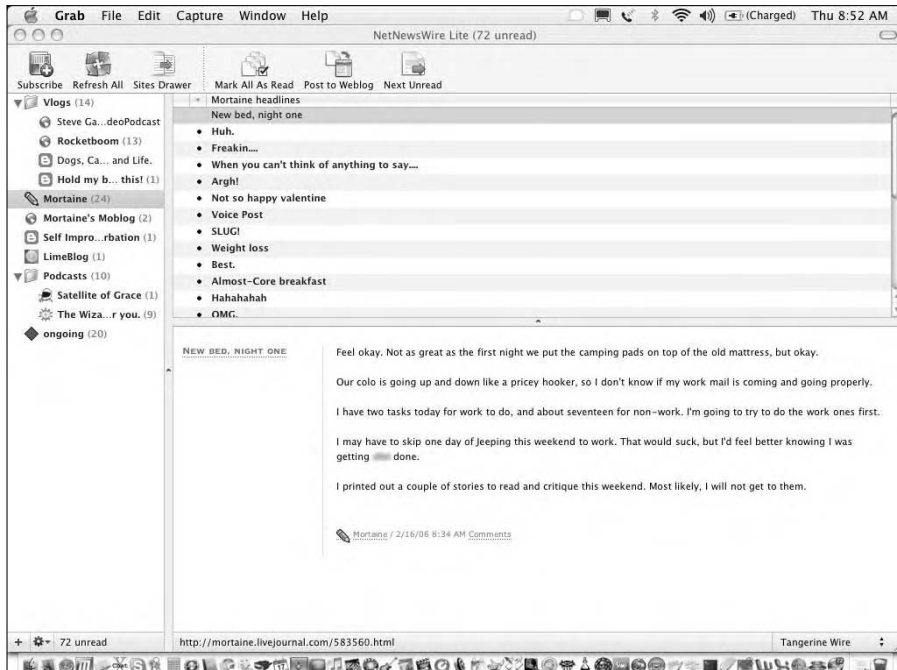 Grab File Edit Capture Window Help (Charged) Thu 8:52 AM
NetNewsWire Lite (72 unread)
Subscribe Refresh All Sites Drawer Mark All As Read Post to Weblog Next Unread
Vlogs (14)
Steve Ga...deoPodcast
Rocketboom (13)
Dogs, Ca... and Life.
Hold my b... this! (1)
Mortaine (24)
Mortaine's Moblog (2)
Self Impro...rbation (1)
LimeBlog (1)
Podcasts (10)
Satellite of Grace (1)
The Wiza...r you. (9)
ongoing (20)
Mortaine headlines
New bed, night one
Huh.
Freakin....
When you can't think of anything to say....
Argh!
Not so happy valentine
Voice Post
SLUG!
Weight loss
Best.
Almost-Core breakfast
Hahahahah
OMG.
NEW BED, NIGHT ONE
Feel okay. Not as great as the first night we put the camping pads on top of the old mattress, but okay.
Our colo is going up and down like a pricey hooker, so I don't know if my work mail is coming and going properly.
I have two tasks today for work to do, and about seventeen for non-work. I'm going to try to do the work ones first.
I may have to skip one day of Jeeping this weekend to work. That would suck, but I'd feel better knowing I was
getting done.
I printed out a couple of stories to read and critique this weekend. Most likely, I will not get to them.
Mortaine / 2/16/06 8:34 AM Comments
72 unread
http://mortaine.livejournal.com/583560.html
Tangerine Wire